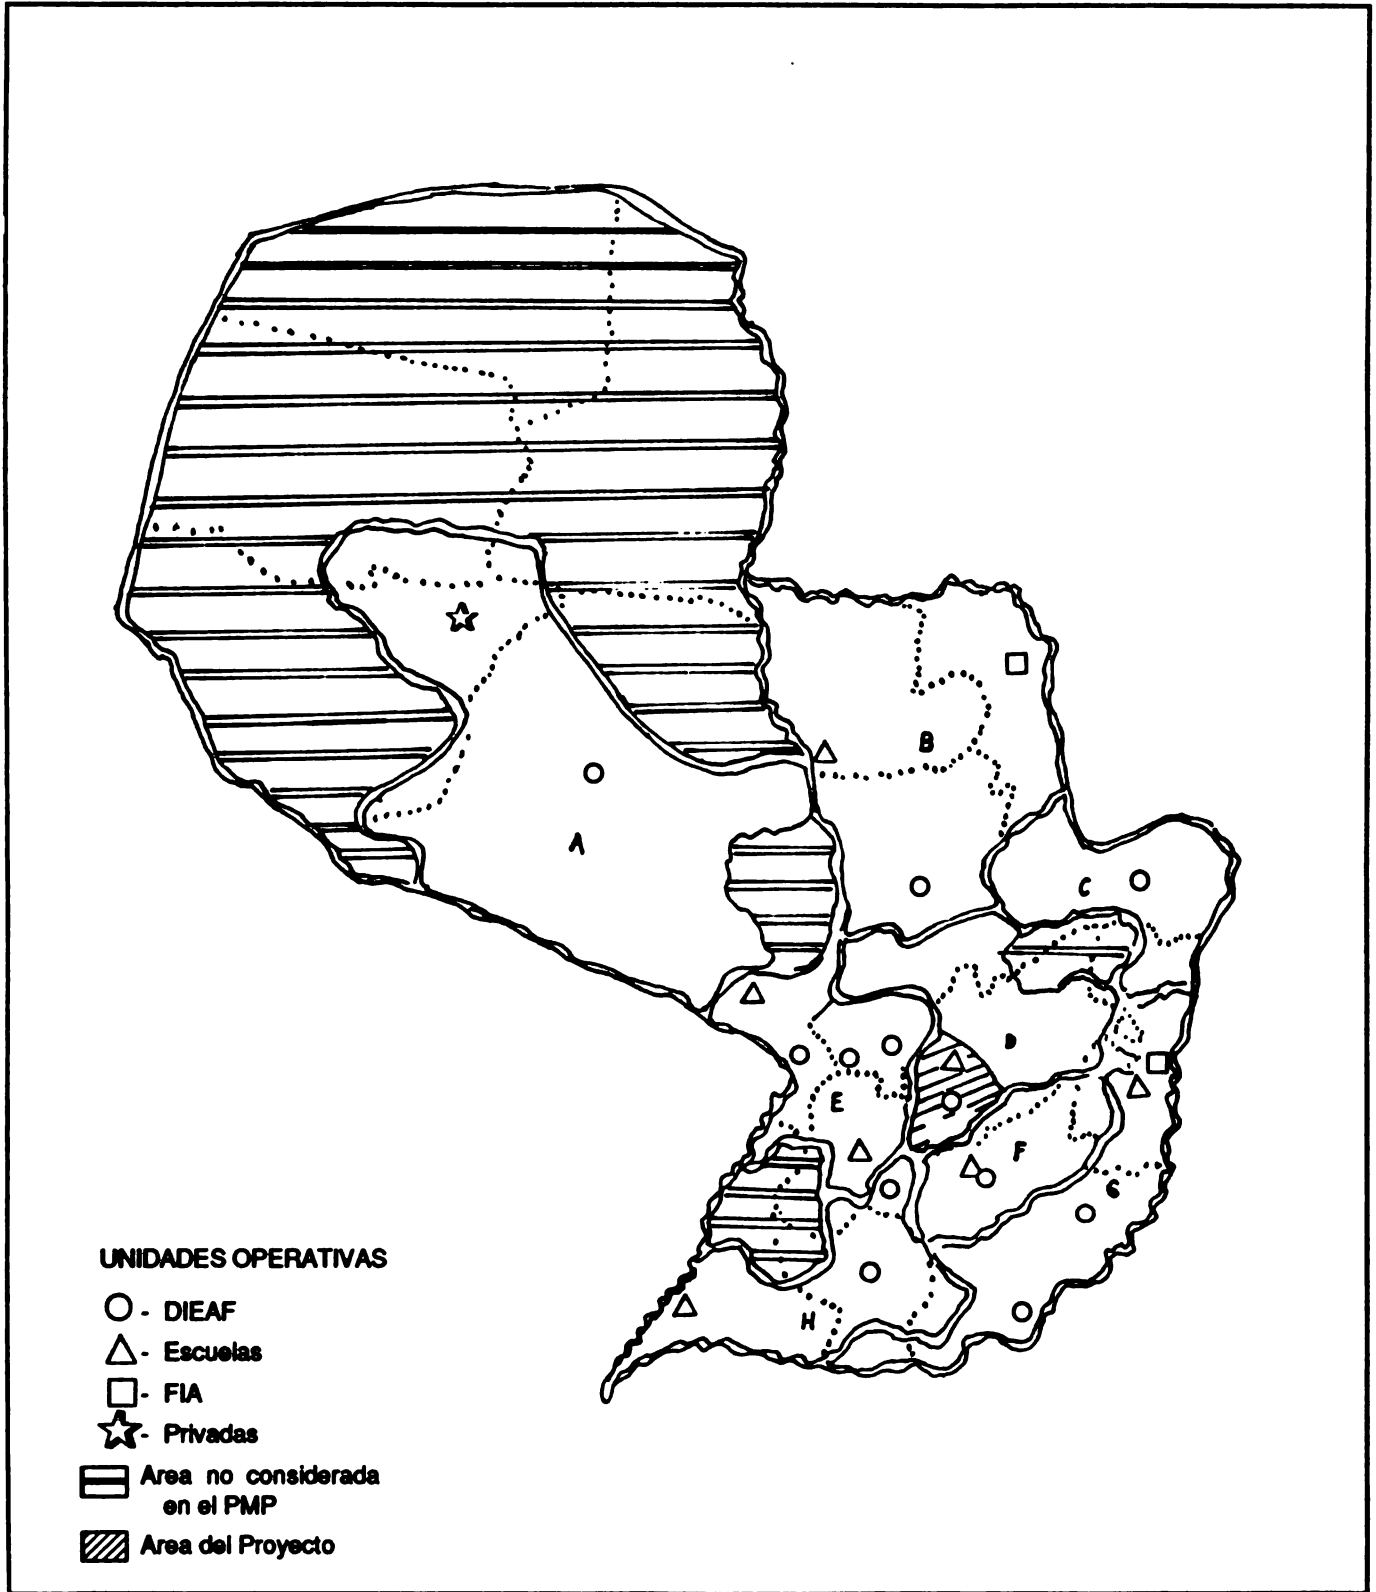 B
A
C
D
E
F
G
H
UNIDADES OPERATIVAS
- DIEAF
- Escuelas
- FIA
- Privadas
Area no considerada
en el PMP
Area del Proyecto